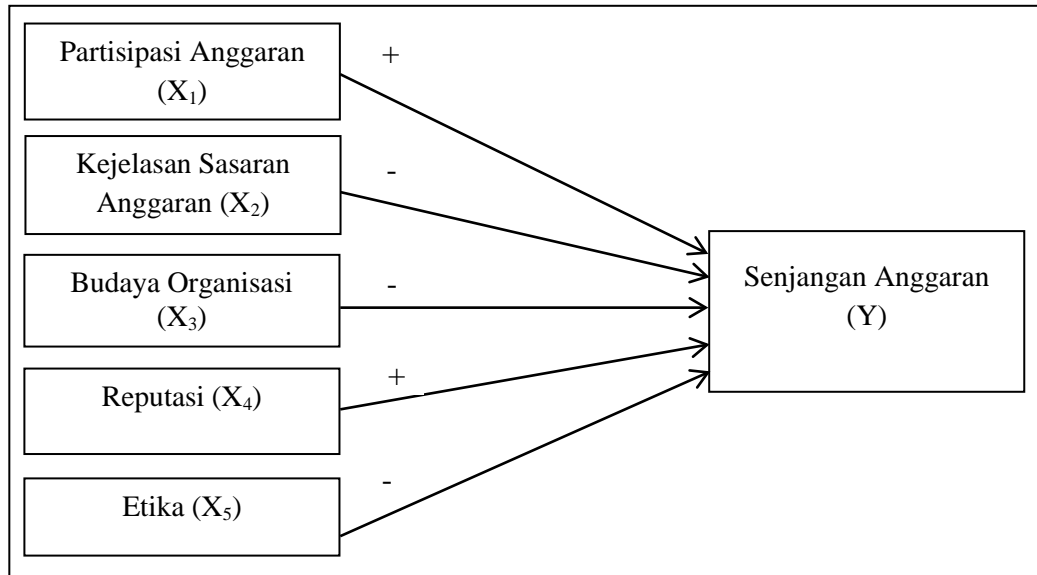 Partisipasi Anggaran
(X₁)
+
Kejelasan Sasaran
Anggaran (X₂)
-
Budaya Organisasi
(X₃)
-
Reputasi (X₄)
+
Etika (X₅)
-
Senjangan Anggaran
(Y)